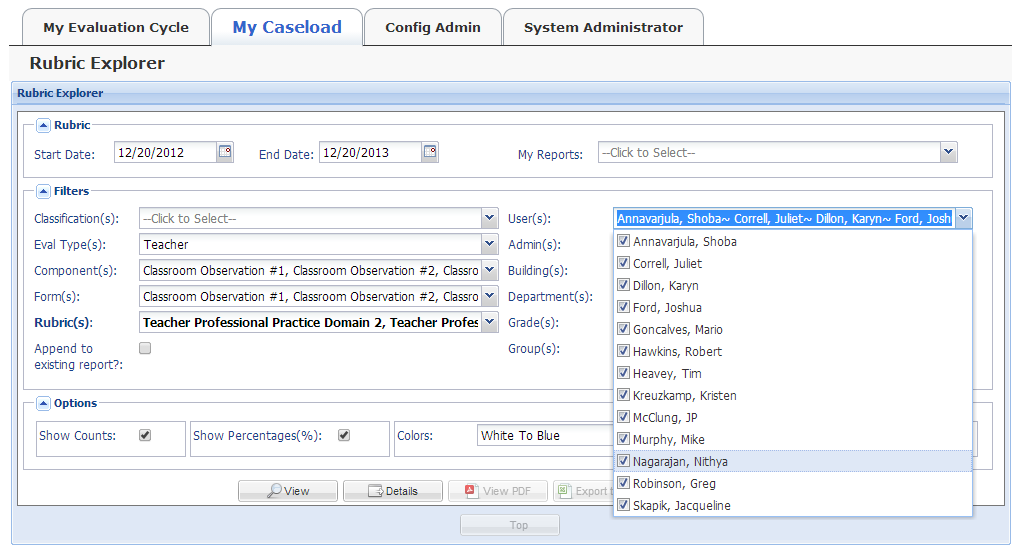 My Evaluation Cycle My Caseload Config Admin System Administrator
Rubric Explorer
Rubric Explorer
Rubric
Start Date: 12/20/2012 End Date: 12/20/2013 My Reports: --Click to Select--
Filters
Classification(s): --Click to Select-- User(s): Annavarjula, Shoba~ Correll, Juliet~ Dillon, Karyn~ Ford, Josh
Eval Type(s): Teacher Admin(s): Annavarjula, Shoba
Component(s): Classroom Observation #1, Classroom Observation #2, Classro Building(s): Correll, Juliet
Dillon, Karyn
Form(s): Classroom Observation #1, Classroom Observation #2, Classro Department(s): Ford, Joshua
Rubric(s): Teacher Professional Practice Domain 2, Teacher Profes Grade(s): Goncalves, Mario
Append to existing report?: Group(s): Hawkins, Robert
Heavey, Tim
Kreuzkamp, Kristen
Options McClung, JP
Show Counts: Show Percentages(%): Colors: White To Blue Murphy, Mike
Nagarajan, Nithya
View Details View PDF Export Robinson, Greg
Skapik, Jacqueline
Top